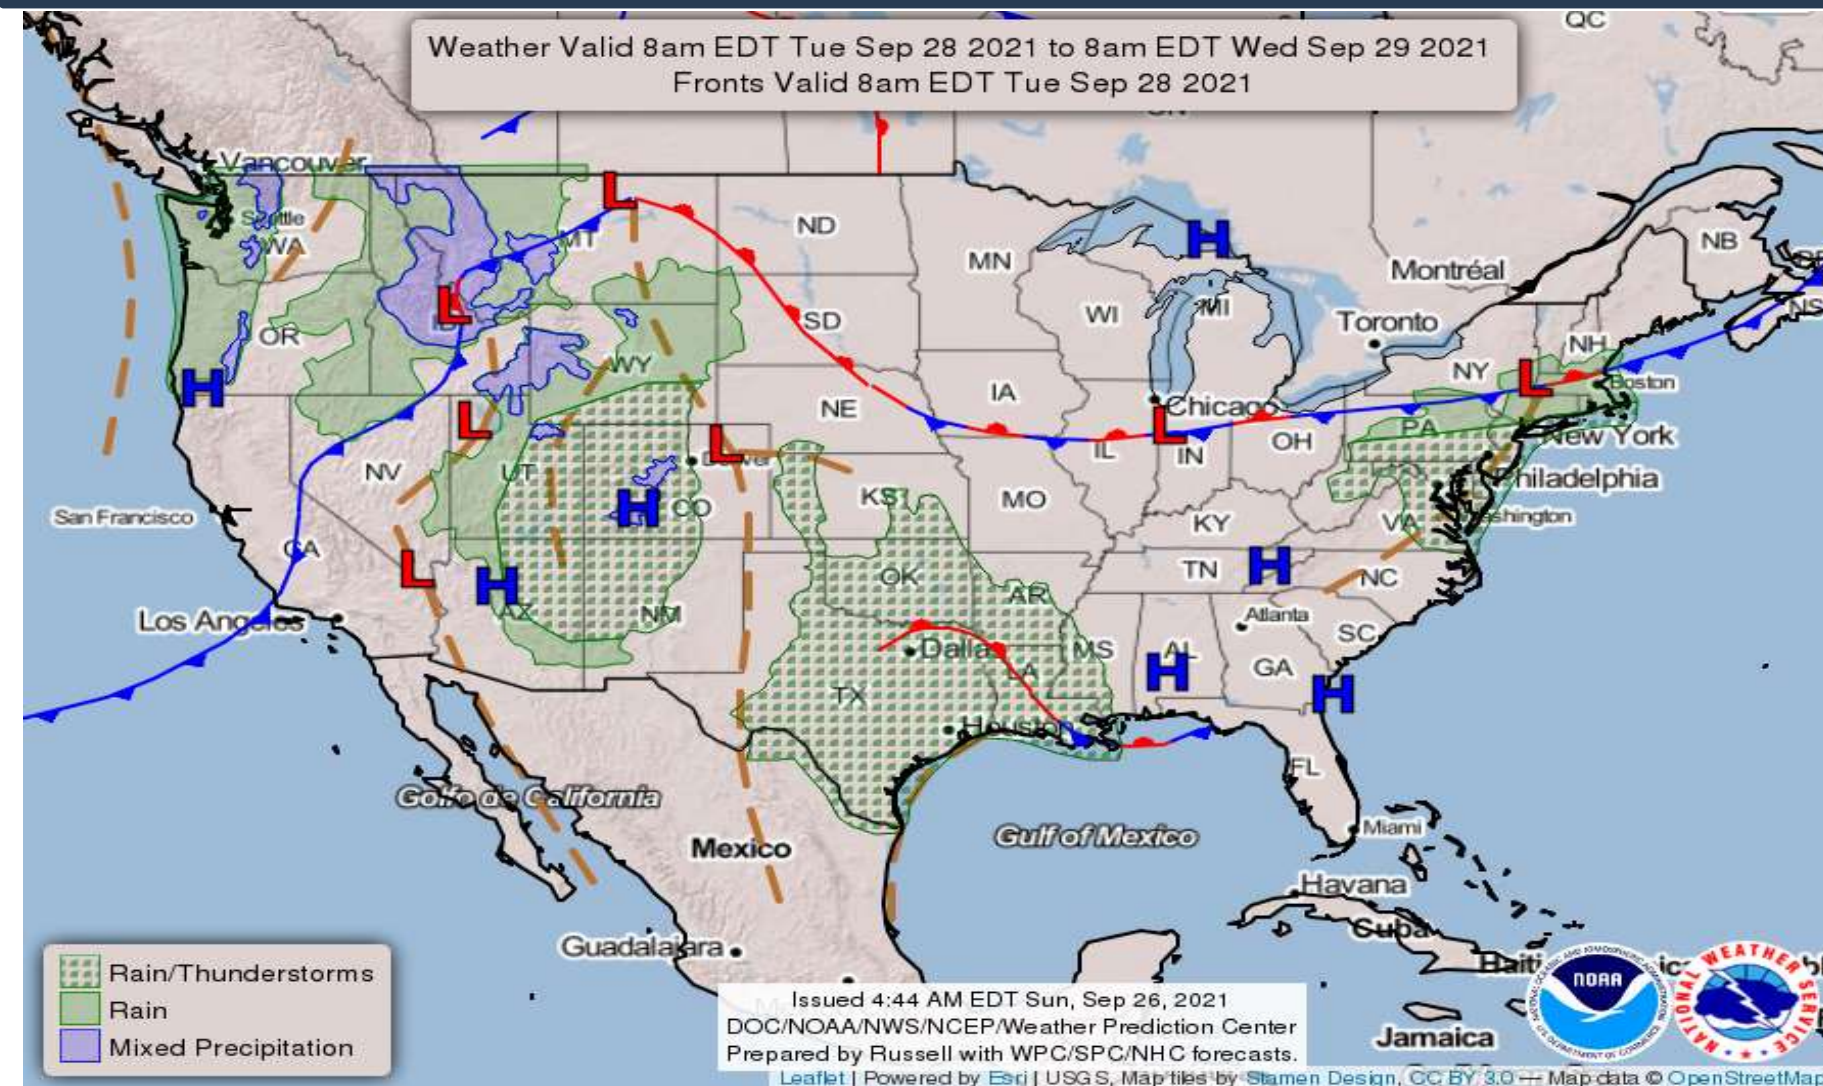 Weather Valid 8am EDT Tue Sep 28 2021 to 8am EDT Wed Sep 29 2021
Fronts Valid 8am EDT Tue Sep 28 2021
QC
Vancouver
Seattle
WA
MT
ND
MN
NB
Montréal
OR
ID
SD
WI
MI
Toronto
NH
NS
WY
NY
Boston
IA
NE
Chicago
PA
New York
NV
UT
IL
IN
OH
Philadelphia
San Francisco
CO
KS
MO
KY
VA
CA
TN
NC
OK
AR
Los Angeles
AZ
NM
Atlanta
SC
Dallas
MS
AL
GA
LA
TX
Houston
FL
Golfo de California
Miami
Gulf of Mexico
Mexico
Havana
Cuba
Guadalajara
Haiti
Jamaica
H
L
L
H
L
L
H
L
H
L
H
H
H
H
L
L
Rain/Thunderstorms
Rain
Mixed Precipitation
Issued 4:44 AM EDT Sun, Sep 26, 2021
DOC/NOAA/NWS/NCEP/Weather Prediction Center
Prepared by Russell with WPC/SPC/NHC forecasts.
NOAA
NATIONAL WEATHER SERVICE
Leaflet | Powered by Esri | USGS, Map tiles by Stamen Design, CC BY 3.0 — Map data © OpenStreetMap